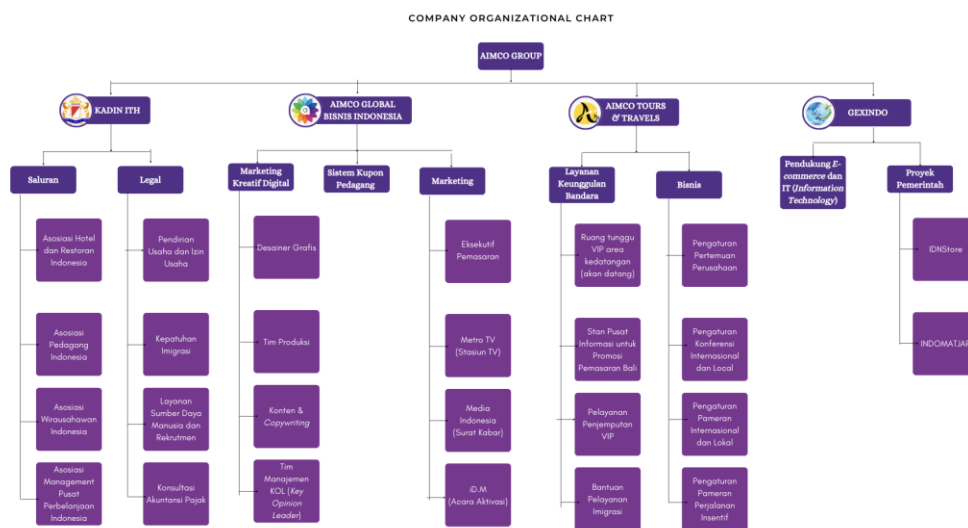 COMPANY ORGANIZATIONAL CHART
AIMCO GROUP
KADIN ITH
AIMCO GLOBAL
BISNIS INDONESIA
AIMCO TOURS
& TRAVELS
GEXINDO
Saluran
Legal
Marketing
Kreatif Digital
Sistem Kupon
Pedagang
Marketing
Layanan
Keunggulan
Bandara
Bisnis
Pendukung E-
commerce dan
IT (Information
Technology)
Proyek
Pemerintah
Asosiasi Hotel
dan Restoran
Indonesia
Pendirian
Usaha dan Izin
Usaha
Desainer Grafis
Eksekutif
Pemasaran
Ruang tunggu
VIP area
kedatangan
(akan datang)
Pengaturan
Pertemuan
Perusahaan
IDNStore
Asosiasi
Pedagang
Indonesia
Kepatuhan
Imigrasi
Tim Produksi
Metro TV
(Stasiun TV)
Stan Pusat
Informasi untuk
Promosi
Pemasaran Bali
Pengaturan
Konferensi
Internasional
dan Local
INDOMATJAR
Asosiasi
Wirausahawan
Indonesia
Layanan
Sumber Daya
Manusia dan
Rekrutmen
Konten &
Copywriting
Media
Indonesia
(Surat Kabar)
Pelayanan
Penjemputan
VIP
Pengaturan
Pameran
Internasional
dan Lokal
Asosiasi
Management
Pusat
Perbelanjaan
Indonesia
Konsultasi
Akuntansi Pajak
Tim
Manajemen
KOL (Key
Opinion
Leader)
iD.M
(Acara Aktivasi)
Bantuan
Pelayanan
Imigrasi
Pengaturan
Pameran
Perjalanan
Insentif